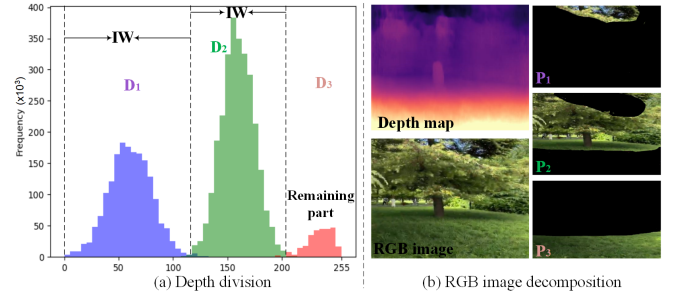 400
350
300
250
200
150
100
50
0
Frequency (x10³)
IW
IW
D1
D2
D3
Remaining
part
0
50
100
150
200
255
(a) Depth division
Depth map
RGB image
P1
P2
P3
(b) RGB image decomposition